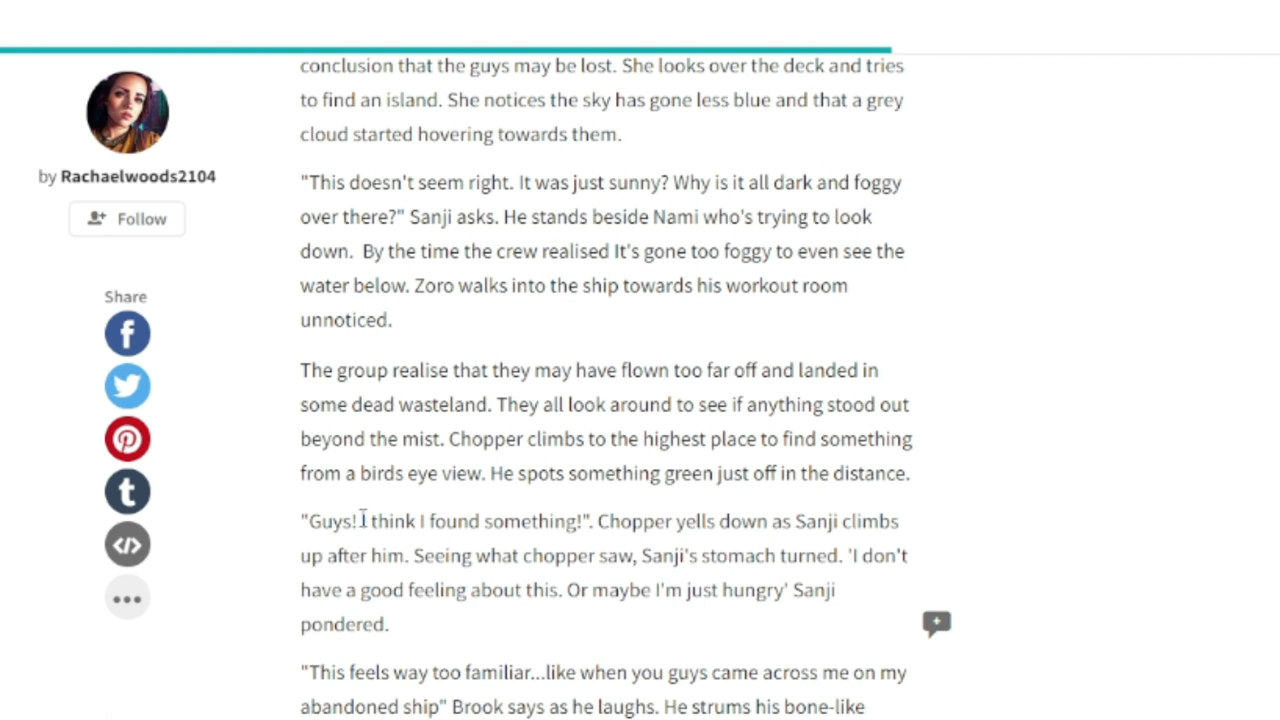 conclusion that the guys may be lost. She looks over the deck and tries
to find an island. She notices the sky has gone less blue and that a grey
cloud started hovering towards them.
by Rachaelwoods2104
Follow
Share
"This doesn't seem right. It was just sunny? Why is it all dark and foggy
over there?" Sanji asks. He stands beside Nami who's trying to look
down.  By the time the crew realised It's gone too foggy to even see the
water below. Zoro walks into the ship towards his workout room
unnoticed.
The group realise that they may have flown too far off and landed in
some dead wasteland. They all look around to see if anything stood out
beyond the mist. Chopper climbs to the highest place to find something
from a birds eye view. He spots something green just off in the distance.
"Guys! I think I found something!". Chopper yells down as Sanji climbs
up after him. Seeing what chopper saw, Sanji's stomach turned. 'I don't
have a good feeling about this. Or maybe I'm just hungry' Sanji
pondered.
"This feels way too familiar...like when you guys came across me on my
abandoned ship" Brook says as he laughs. He strums his bone-like